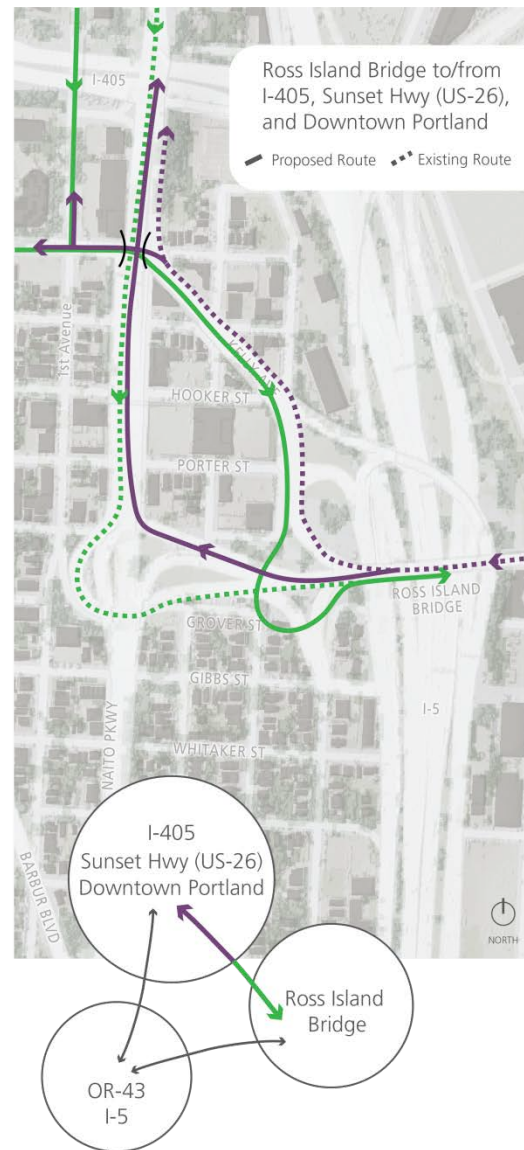 I-405
Ross Island Bridge to/from
I-405, Sunset Hwy (US-26),
and Downtown Portland
Proposed Route
Existing Route
1st Avenue
KELLY AVE
HOOKER ST
PORTER ST
ROSS ISLAND
BRIDGE
GROVER ST
GIBBS ST
I-5
NAITO PKWY
WHITAKER ST
BARBUR BLVD
I-405
Sunset Hwy (US-26)
Downtown Portland
NORTH
Ross Island
Bridge
OR-43
I-5